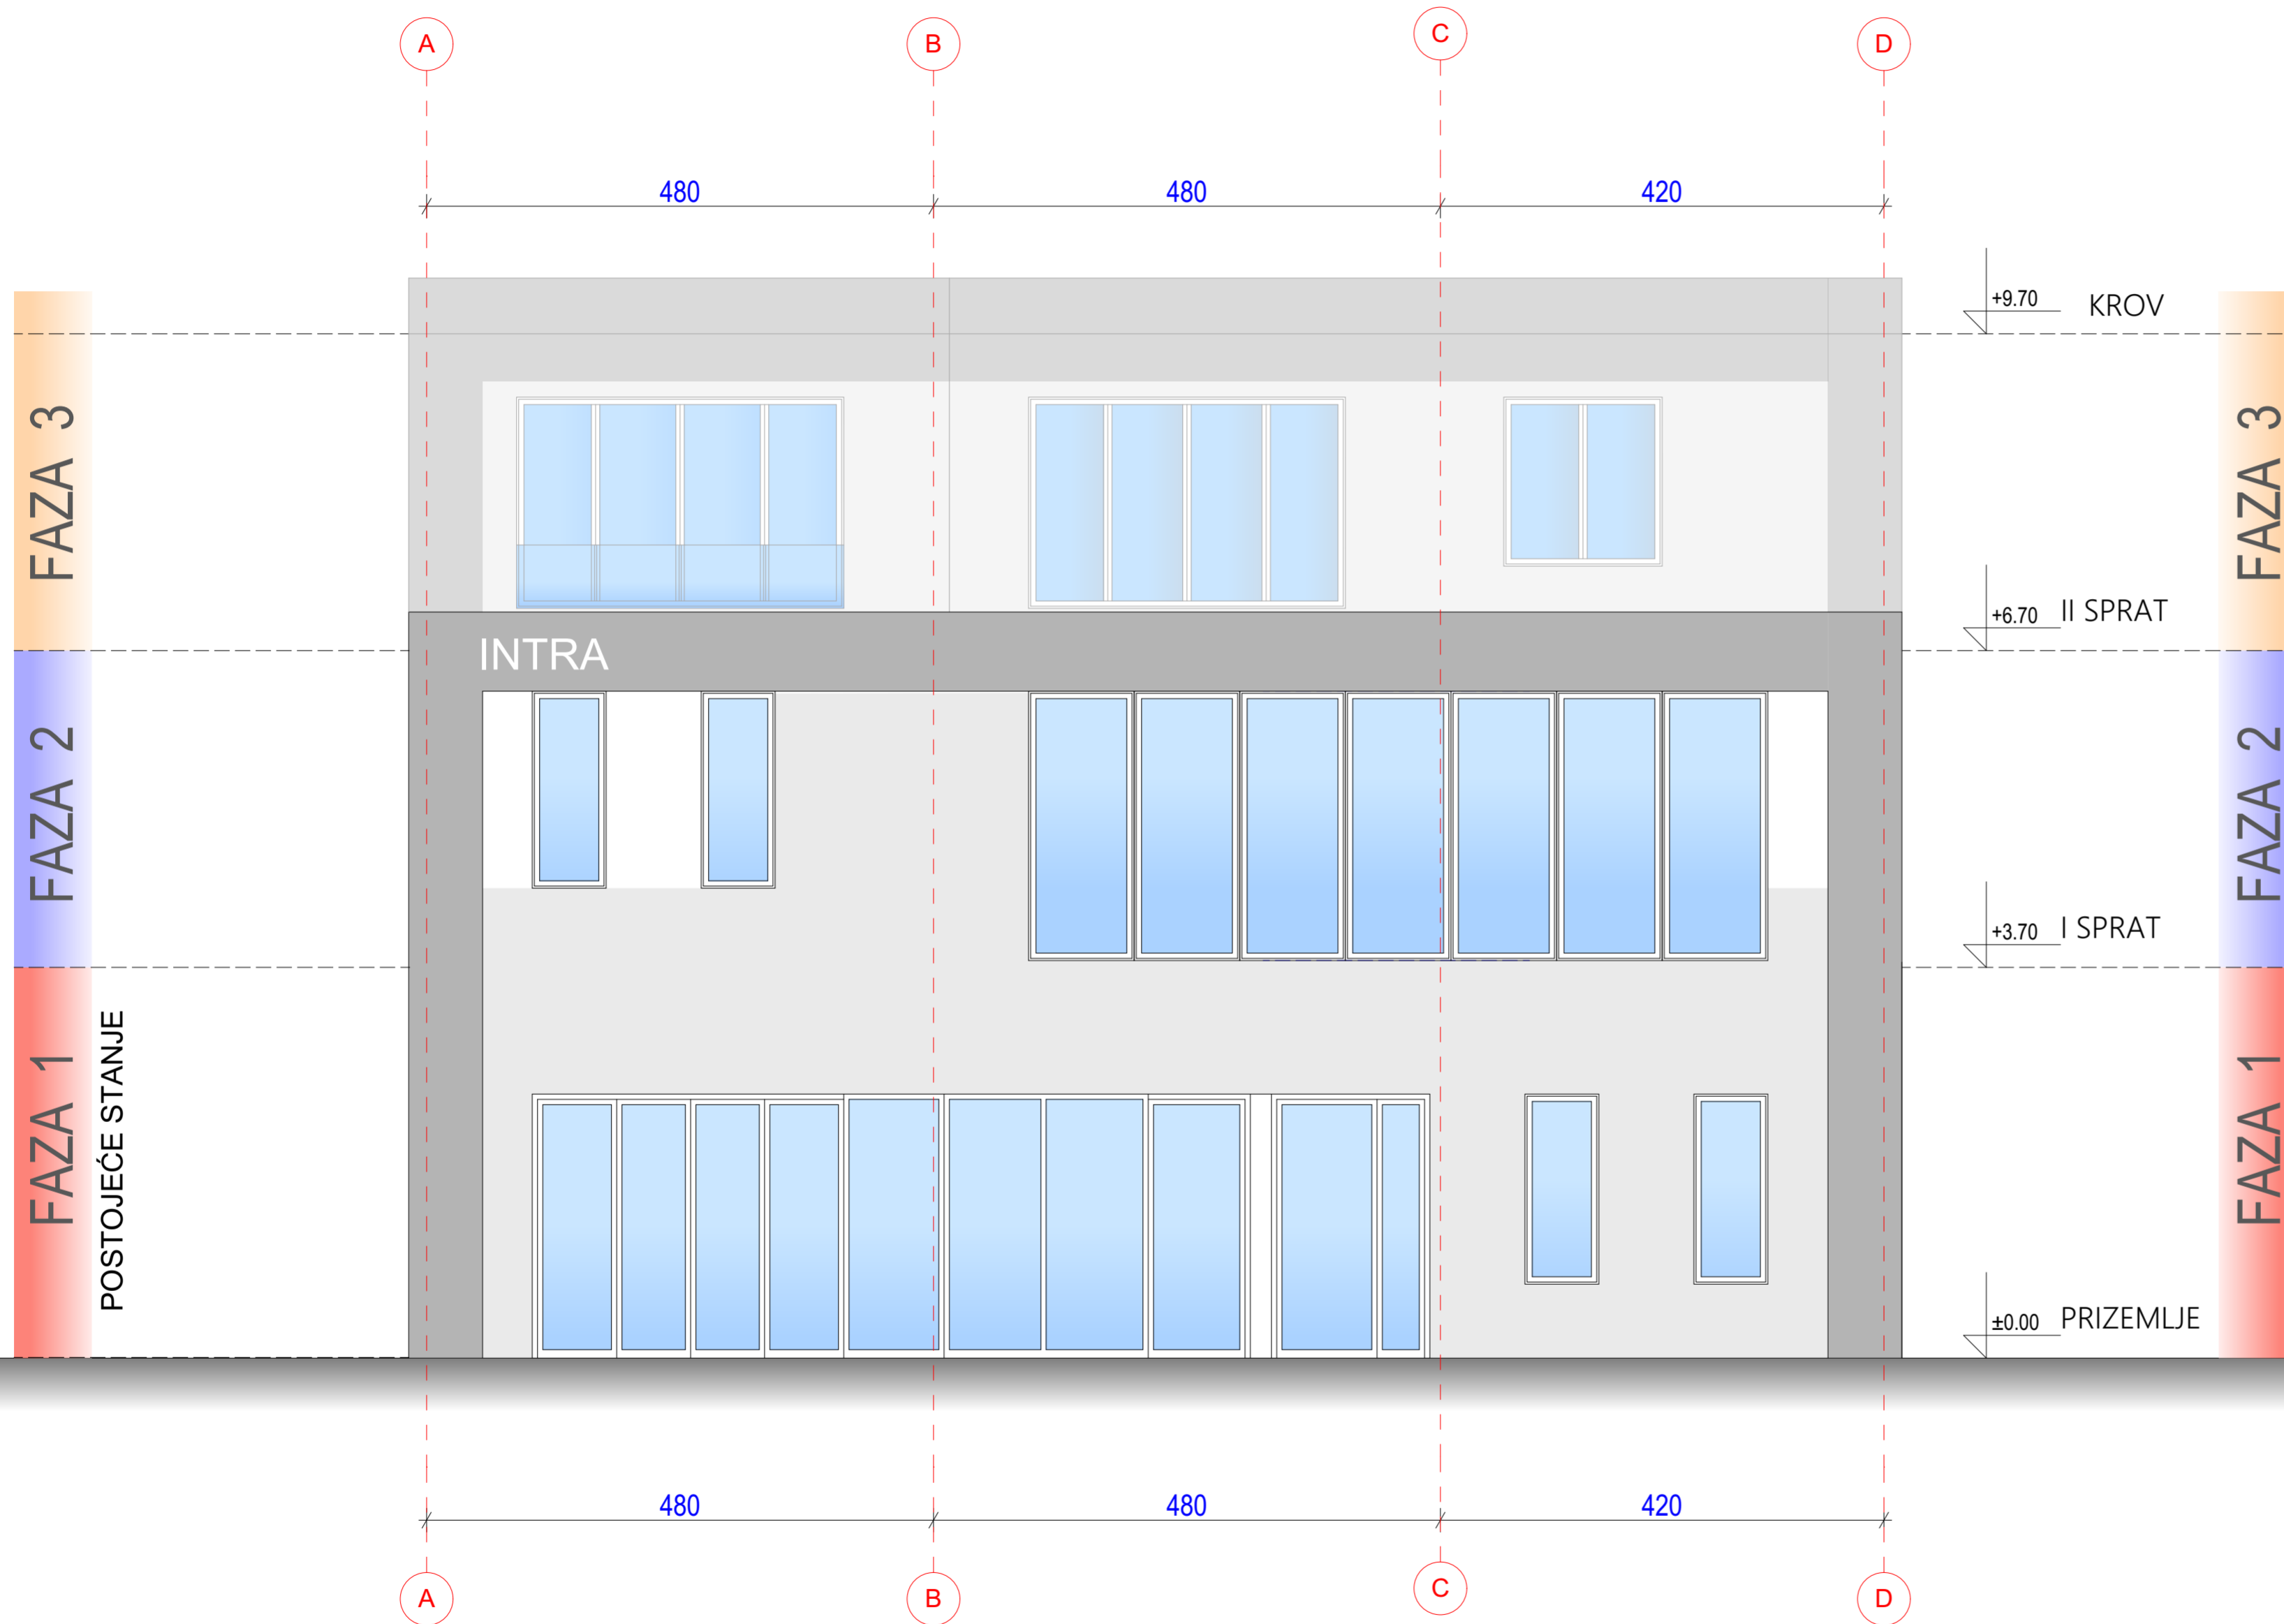 A
B
C
D
480
480
420
+9.70 KROV
FAZA 3
FAZA 3
+6.70 II SPRAT
INTRA
FAZA 2
FAZA 2
+3.70 I SPRAT
FAZA 1
POSTOJEĆE STANJE
FAZA 1
±0.00 PRIZEMLJE
480
480
420
A
B
C
D